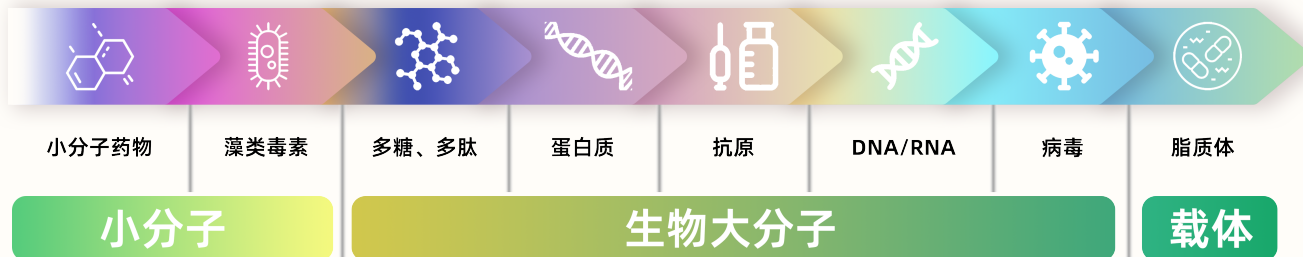 小分子药物
藻类毒素
多糖、多肽
蛋白质
抗原
DNA/RNA
病毒
脂质体
小分子
生物大分子
载体